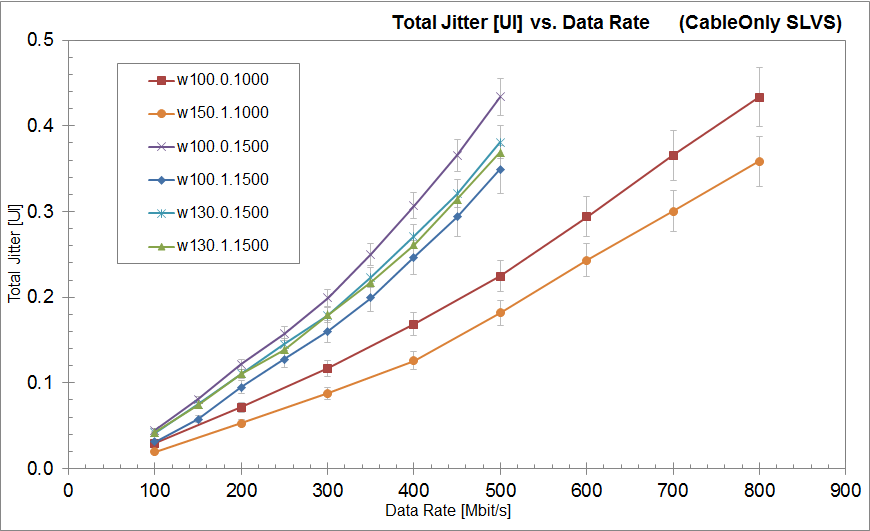 Total Jitter [UI] vs. Data Rate (CableOnly SLVS)
0.5
0.4
0.3
0.2
0.1
0.0
Total Jitter [UI]
w100.0.1000
w150.1.1000
w100.0.1500
w100.1.1500
w130.0.1500
w130.1.1500
0 100 200 300 400 500 600 700 800 900
Data Rate [Mbit/s]